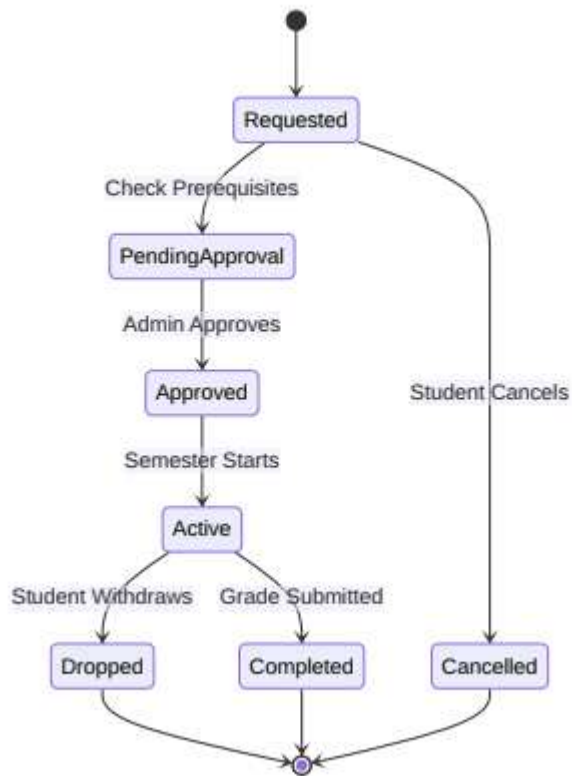 Requested
Check Prerequisites
PendingApproval
Admin Approves
Approved
Student Cancels
Semester Starts
Active
Student Withdraws
Grade Submitted
Dropped
Completed
Cancelled